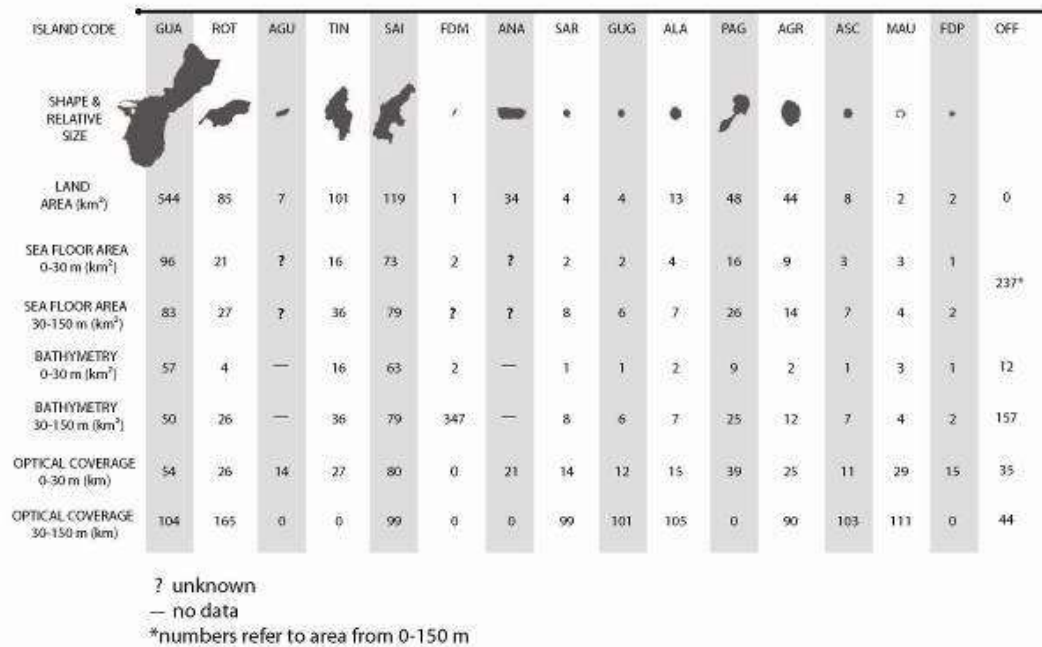 ISLAND CODE GUA ROT AGU TIN SAI FDM ANA SAR GUG ALA PAG AGR ASC MAU FDP OFF
SHAPE &
RELATIVE
SIZE
LAND
AREA (km²) 544 85 7 101 119 1 34 4 4 13 48 44 8 2 2 0
SEA FLOOR AREA
0-30 m (km²) 96 21 ? 16 73 2 ? 2 2 4 16 9 3 3 1
237*
SEA FLOOR AREA
30-150 m (km²) 83 27 ? 36 79 ? ? 8 6 7 26 14 7 4 2
BATHYMETRY
0-30 m (km²) 57 4 — 16 63 2 — 1 1 2 9 2 1 3 1 12
BATHYMETRY
30-150 m (km²) 50 26 — 36 79 347 — 8 6 7 25 12 7 4 2 157
OPTICAL COVERAGE
0-30 m (km) 54 26 14 27 80 0 21 14 12 15 39 25 11 29 15 35
OPTICAL COVERAGE
30-150 m (km) 104 165 0 0 99 0 0 99 101 105 0 90 103 111 0 44
? unknown
— no data
*numbers refer to area from 0-150 m